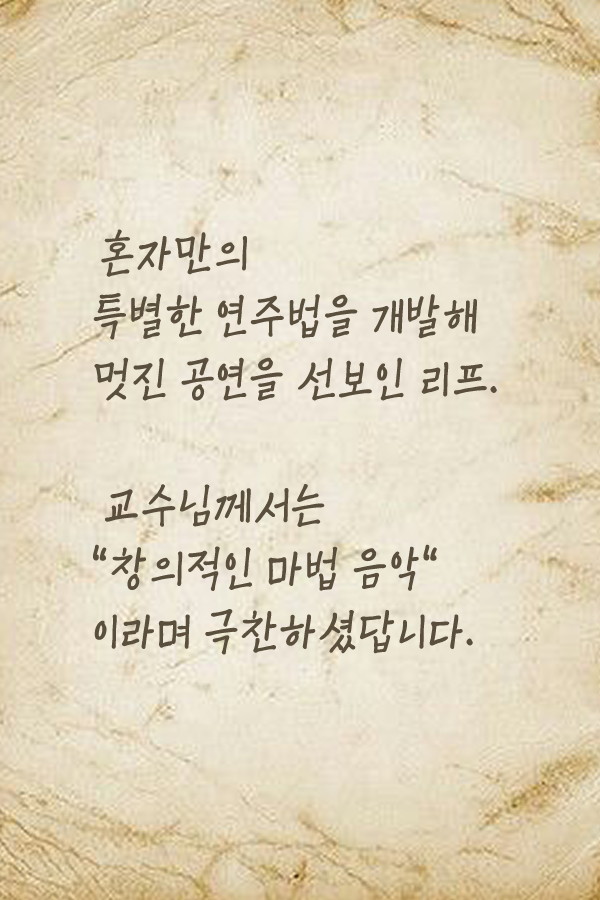 혼자만의
특별한 연주법을 개발해
멋진 공연을 선보인 리프.
교수님께서는
“창의적인 마법 음악“
이라며 극찬하셨답니다.